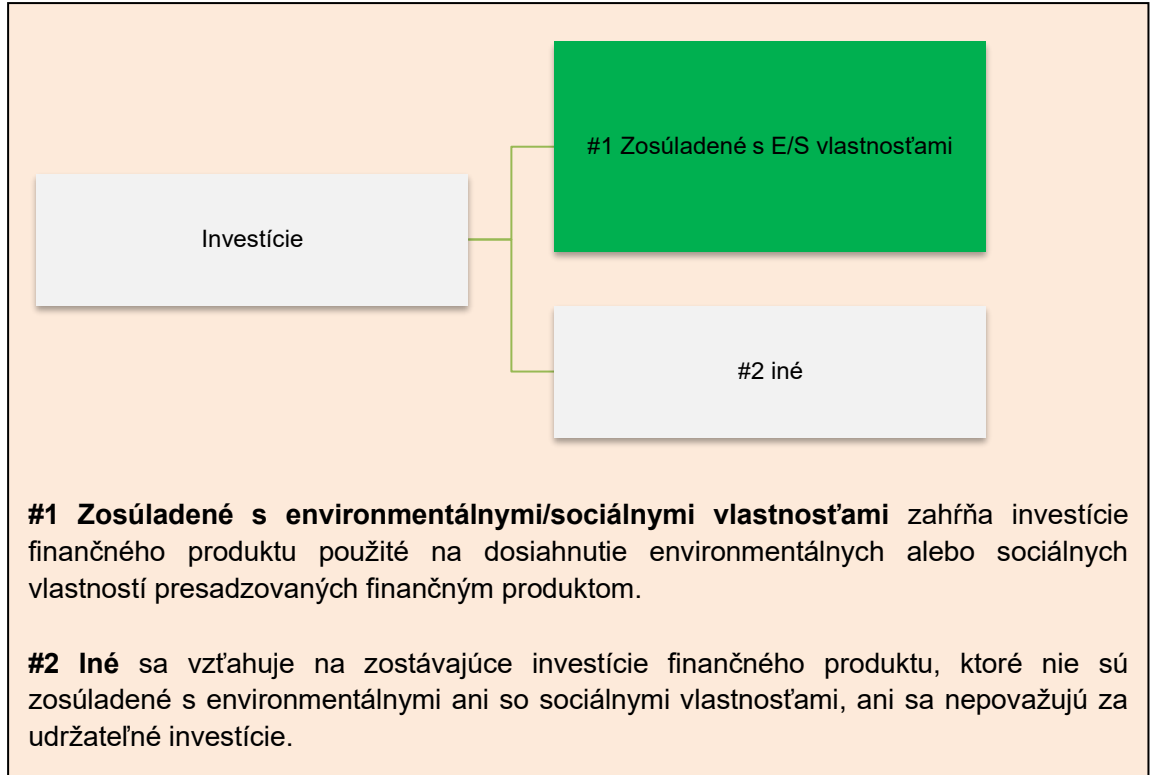 #1 Zosúladené s E/S vlastnosťami
Investície
#2 iné
#1 Zosúladené s environmentálnymi/sociálnymi vlastnosťami zahŕňa investície
finančného produktu použité na dosiahnutie environmentálnych alebo sociálnych
vlastností presadzovaných finančným produktom.
#2 Iné sa vzťahuje na zostávajúce investície finančného produktu, ktoré nie sú
zosúladené s environmentálnymi ani so sociálnymi vlastnosťami, ani sa nepovažujú za
udržateľné investície.